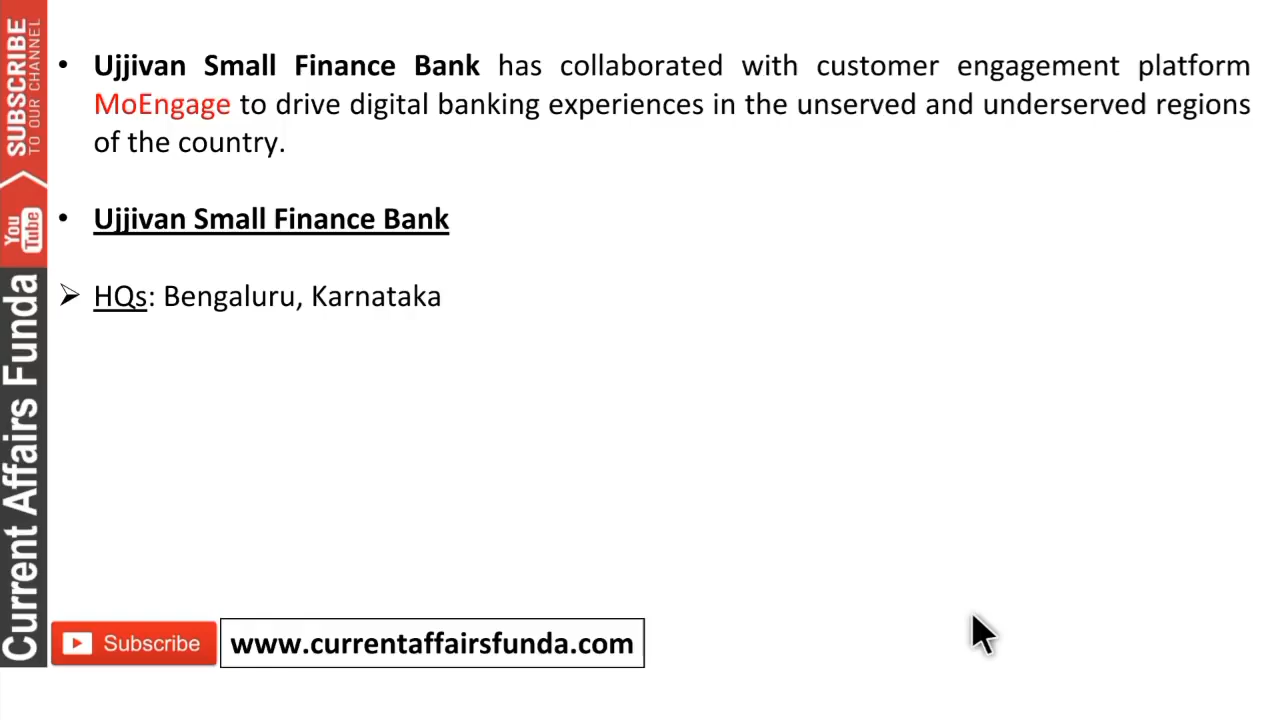 • Ujjivan Small Finance Bank has collaborated with customer engagement platform
MoEngage to drive digital banking experiences in the unserved and underserved regions
of the country.
• Ujjivan Small Finance Bank
➢ HQs: Bengaluru, Karnataka
SUBSCRIBE
TO OUR CHANNEL
You
Tube
Current Affairs Funda
Subscribe
www.currentaffairsfunda.com